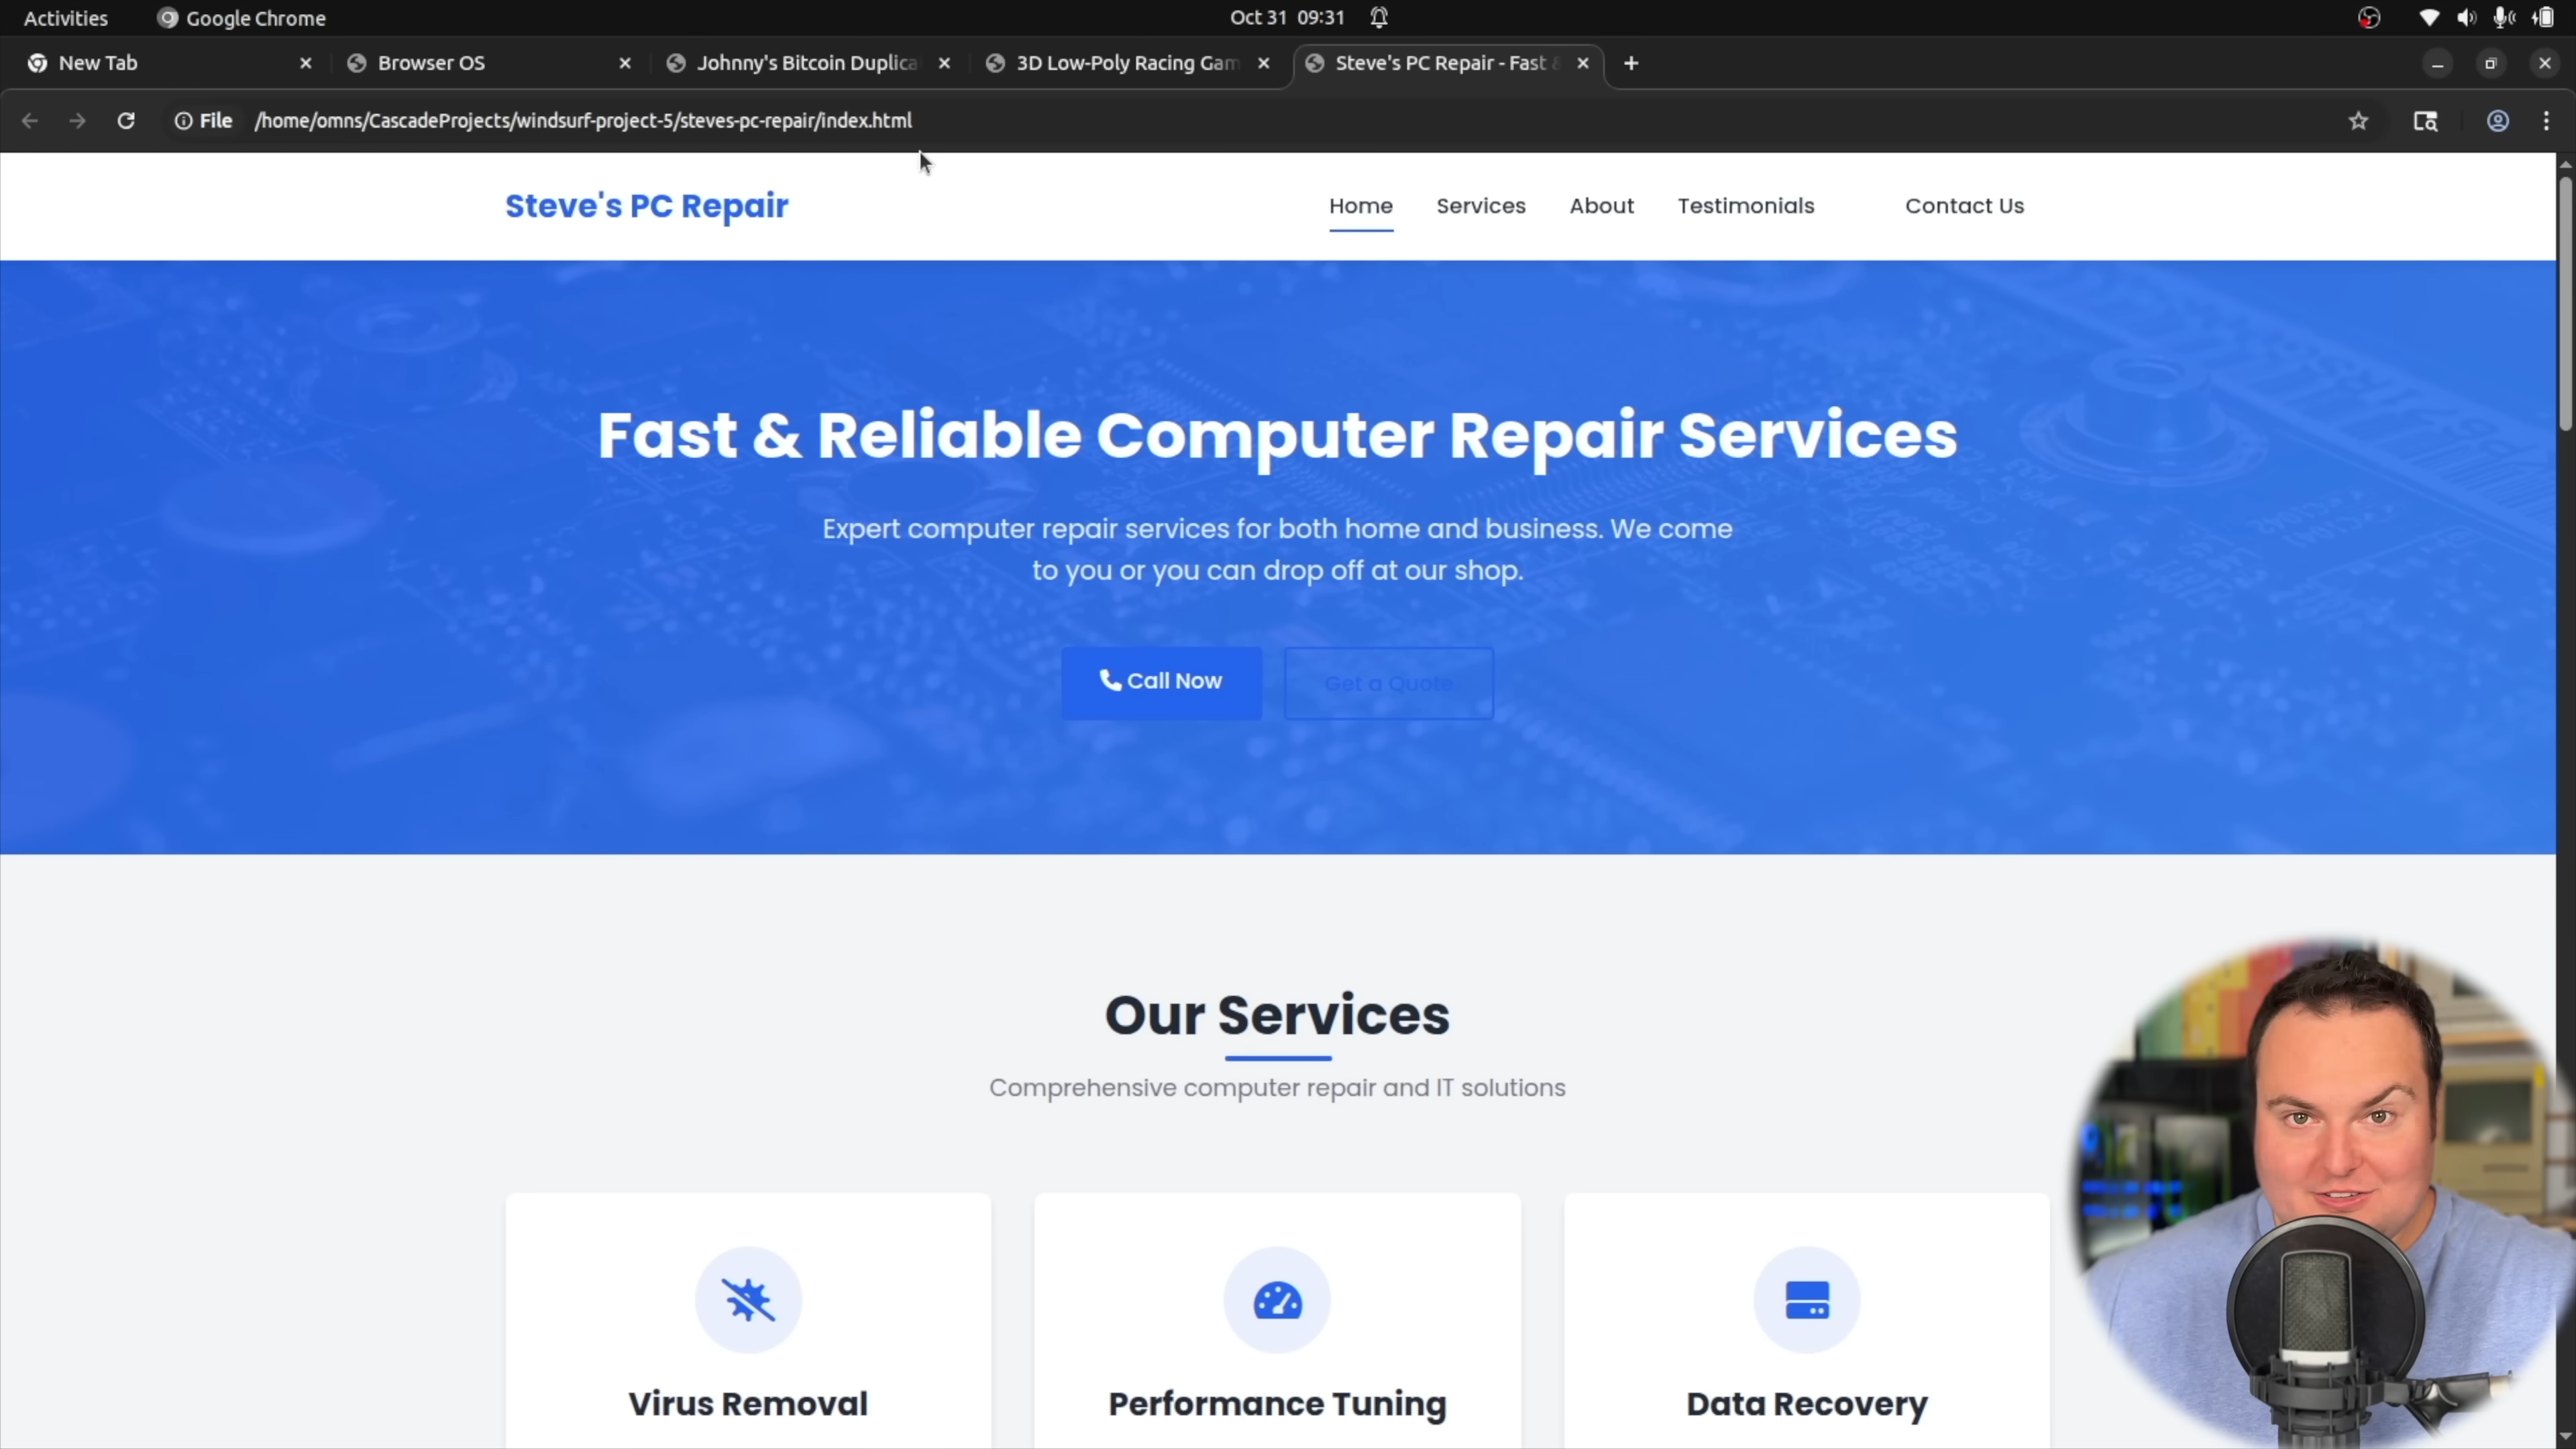 Activities
Google Chrome
Oct 31 09:31
New Tab
Browser OS
Johnny's Bitcoin Duplica
3D Low-Poly Racing Gam
Steve's PC Repair - Fast &
File
/home/omns/CascadeProjects/windsurf-project-5/steves-pc-repair/index.html
Steve's PC Repair
Home
Services
About
Testimonials
Contact Us
Fast & Reliable Computer Repair Services
Expert computer repair services for both home and business. We come
to you or you can drop off at our shop.
Call Now
Get a Quote
Our Services
Comprehensive computer repair and IT solutions
Virus Removal
Performance Tuning
Data Recovery